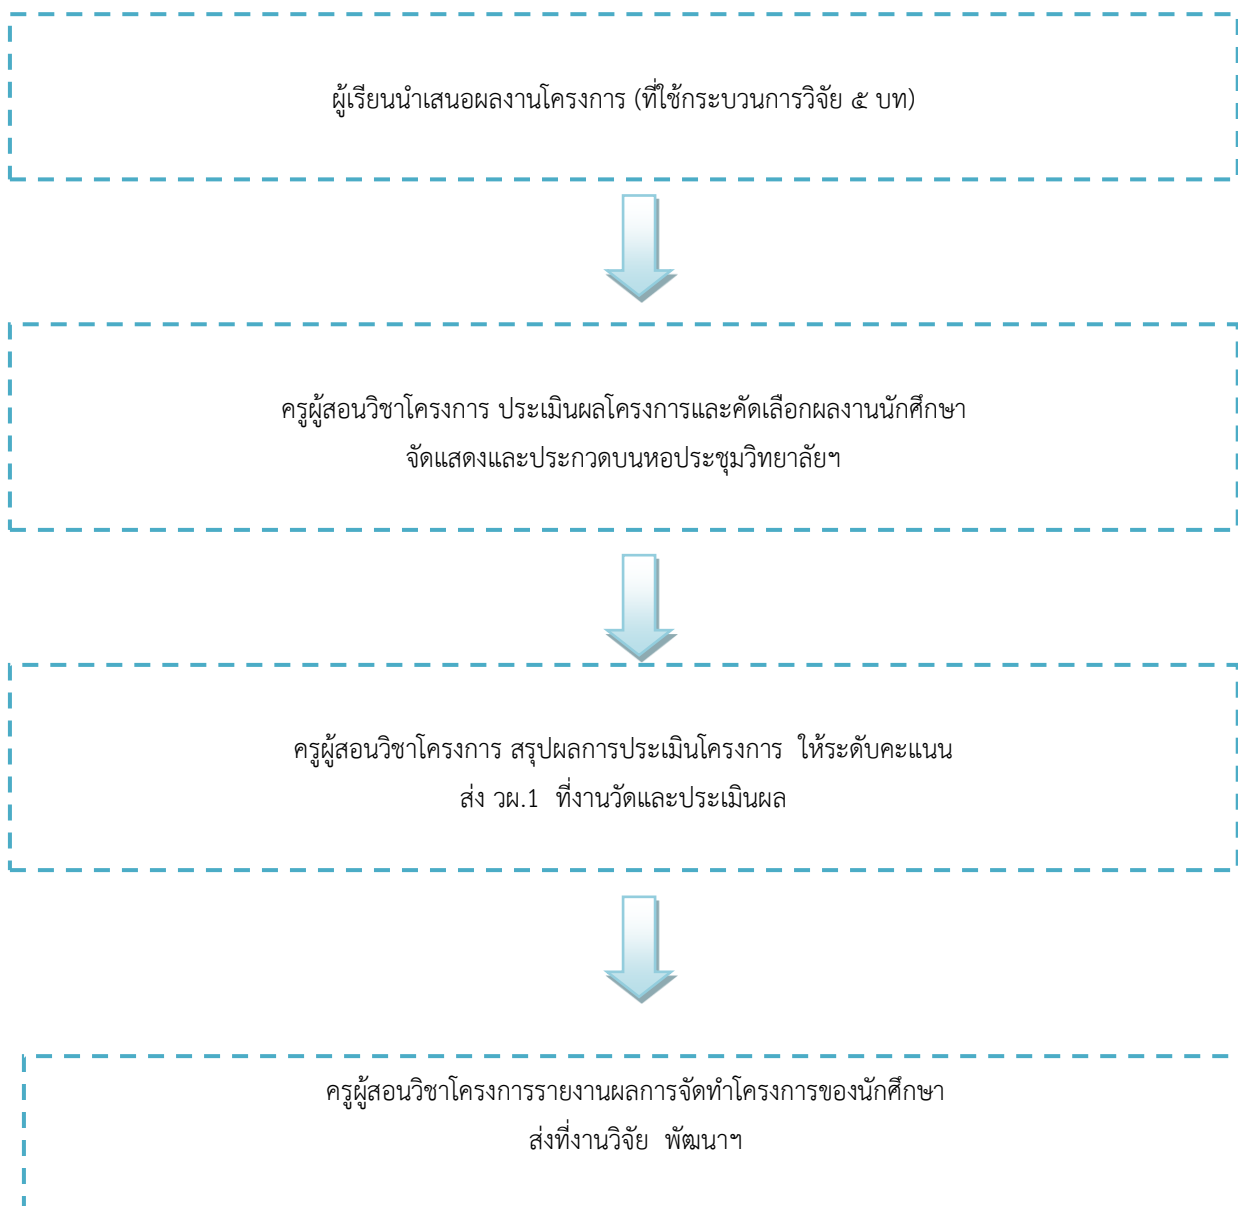 ผู้เรียนนำเสนอผลงานโครงการ (ที่ใช้กระบวนการวิจัย ๕ บท)
ครูผู้สอนวิชาโครงการ ประเมินผลโครงการและคัดเลือกผลงานนักศึกษา
จัดแสดงและประกวดบนหอประชุมวิทยาลัยฯ
ครูผู้สอนวิชาโครงการ สรุปผลการประเมินโครงการ  ให้ระดับคะแนน
ส่ง วผ.1  ที่งานวัดและประเมินผล
ครูผู้สอนวิชาโครงการรายงานผลการจัดทำโครงการของนักศึกษา
ส่งที่งานวิจัย  พัฒนาฯ